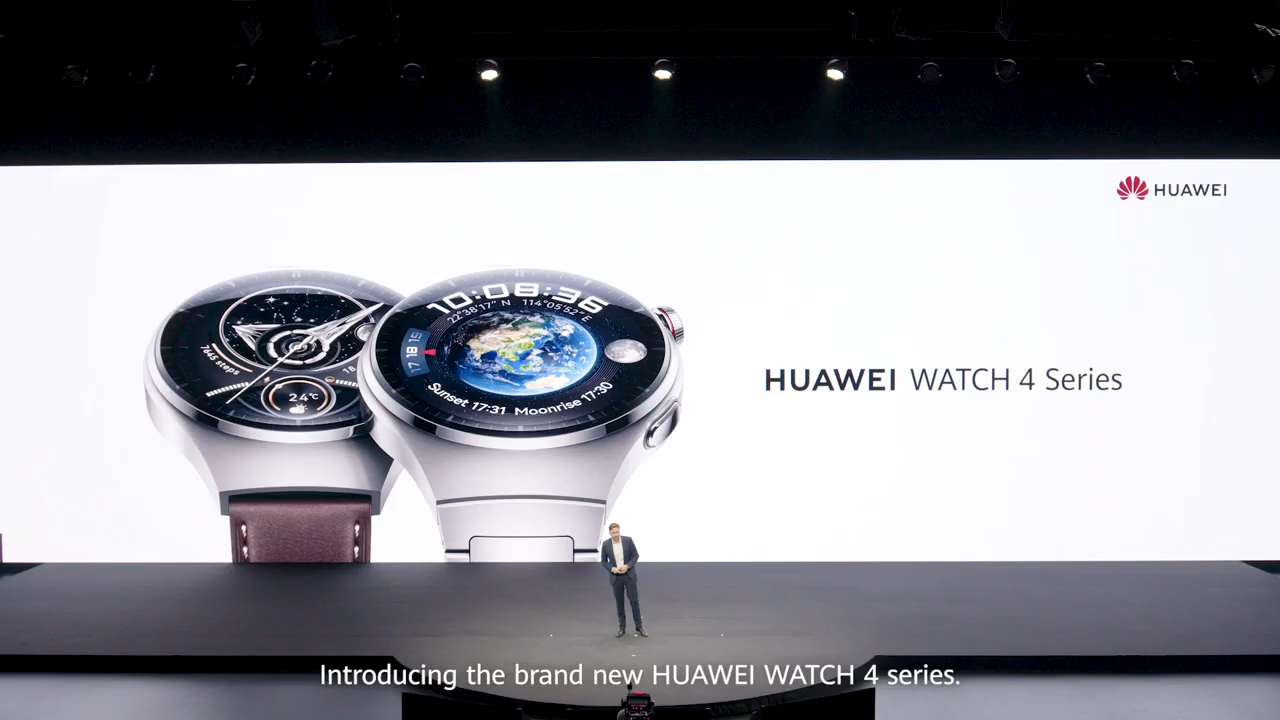 HUAWEI
10:08:36
22°38'17" N 114°05'52" E
17 18 19
7645 steps
18
24°C
Sunset 17:31 Moonrise 17:30
HUAWEI WATCH 4 Series
Introducing the brand new HUAWEI WATCH 4 series.